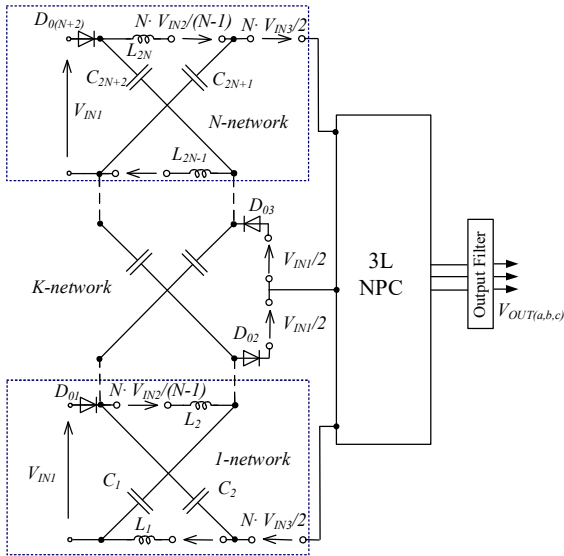 D0(N+2)
N· VIN2/(N-1)
N· VIN3/2
L2N
C2N+2
C2N+1
VIN1
N-network
L2N-1
D03
VIN1/2
K-network
VIN1/2
D02
3L
NPC
Output Filter
VOUT(a,b,c)
D01
N· VIN2/(N-1)
L2
VIN1
1-network
C1
C2
L1
N· VIN3/2